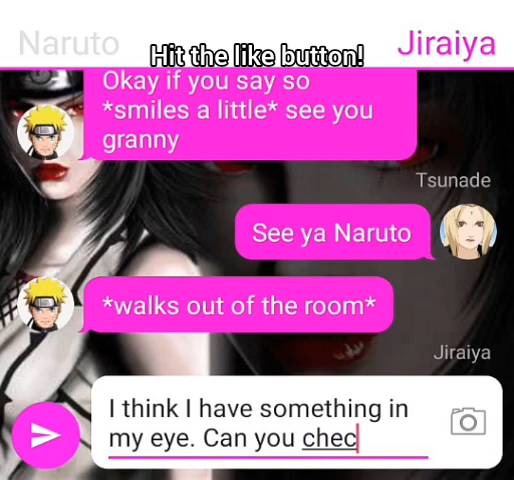 Naruto
Hit the like button!
Jiraiya
Okay if you say so
*smiles a little* see you
granny
Tsunade
See ya Naruto
*walks out of the room*
Jiraiya
I think I have something in
my eye. Can you chec